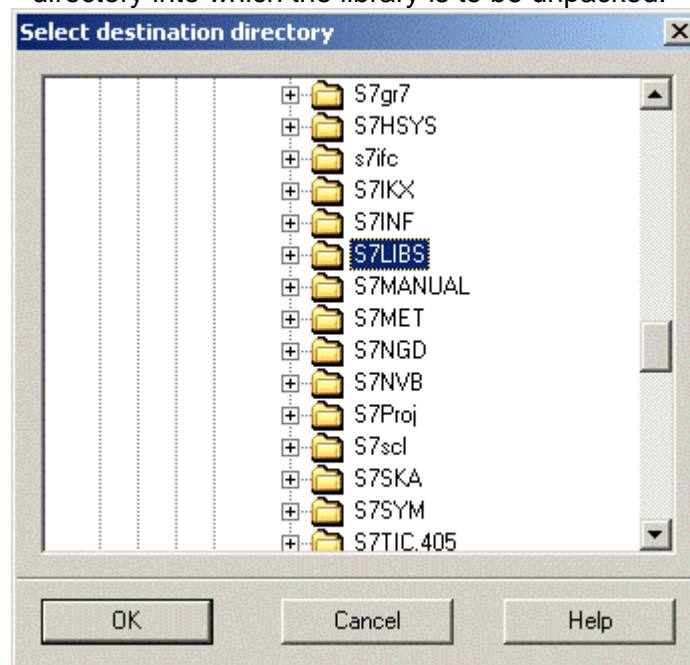 directory into which the library is to be unpacked.
Select destination directory
S7gr7
S7HSYS
s7ifc
S7IKX
S7INF
S7LIBS
S7MANUAL
S7MET
S7NGD
S7NVB
S7Proj
S7scl
S7SKA
S7SYM
S7TIC.405
OK Cancel Help